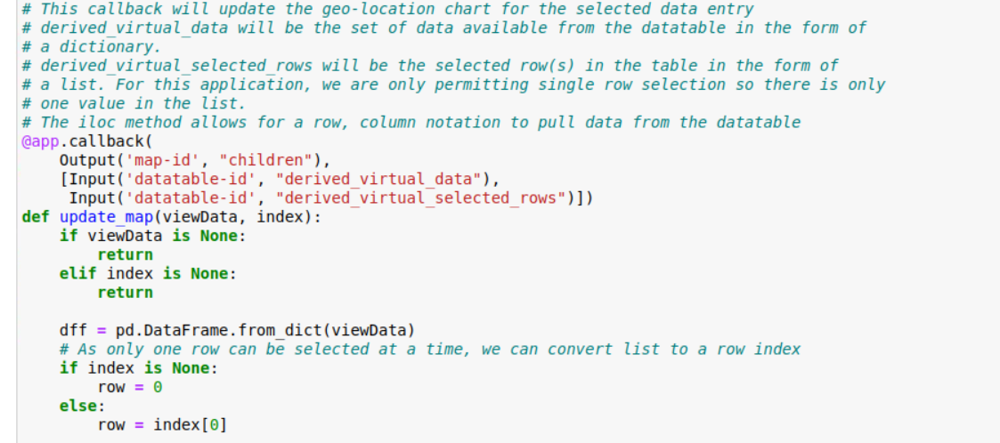 # This callback will update the geo-location chart for the selected data entry
# derived_virtual_data will be the set of data available from the datatable in the form of
# a dictionary.
# derived_virtual_selected_rows will be the selected row(s) in the table in the form of
# a list. For this application, we are only permitting single row selection so there is only
# one value in the list.
# The iloc method allows for a row, column notation to pull data from the datatable
@app.callback(
    Output('map-id', "children"),
    [Input('datatable-id', "derived_virtual_data"),
     Input('datatable-id', "derived_virtual_selected_rows")])
def update_map(viewData, index):
    if viewData is None:
        return
    elif index is None:
        return
    dff = pd.DataFrame.from_dict(viewData)
    # As only one row can be selected at a time, we can convert list to a row index
    if index is None:
        row = 0
    else:
        row = index[0]